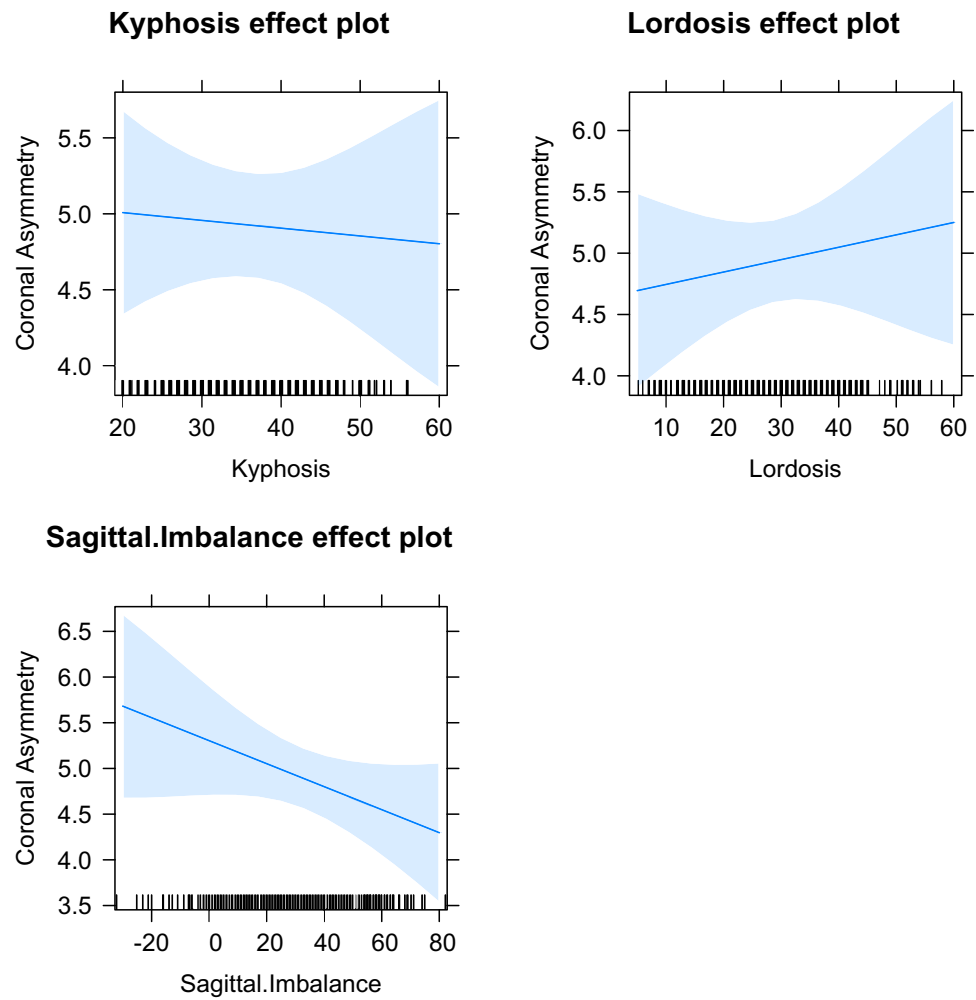 Kyphosis effect plot
Coronal Asymmetry
5.5
5.0
4.5
4.0
20 30 40 50 60
Kyphosis
Lordosis effect plot
Coronal Asymmetry
6.0
5.5
5.0
4.5
4.0
10 20 30 40 50 60
Lordosis
Sagittal.Imbalance effect plot
Coronal Asymmetry
6.5
6.0
5.5
5.0
4.5
4.0
3.5
-20 0 20 40 60 80
Sagittal.Imbalance